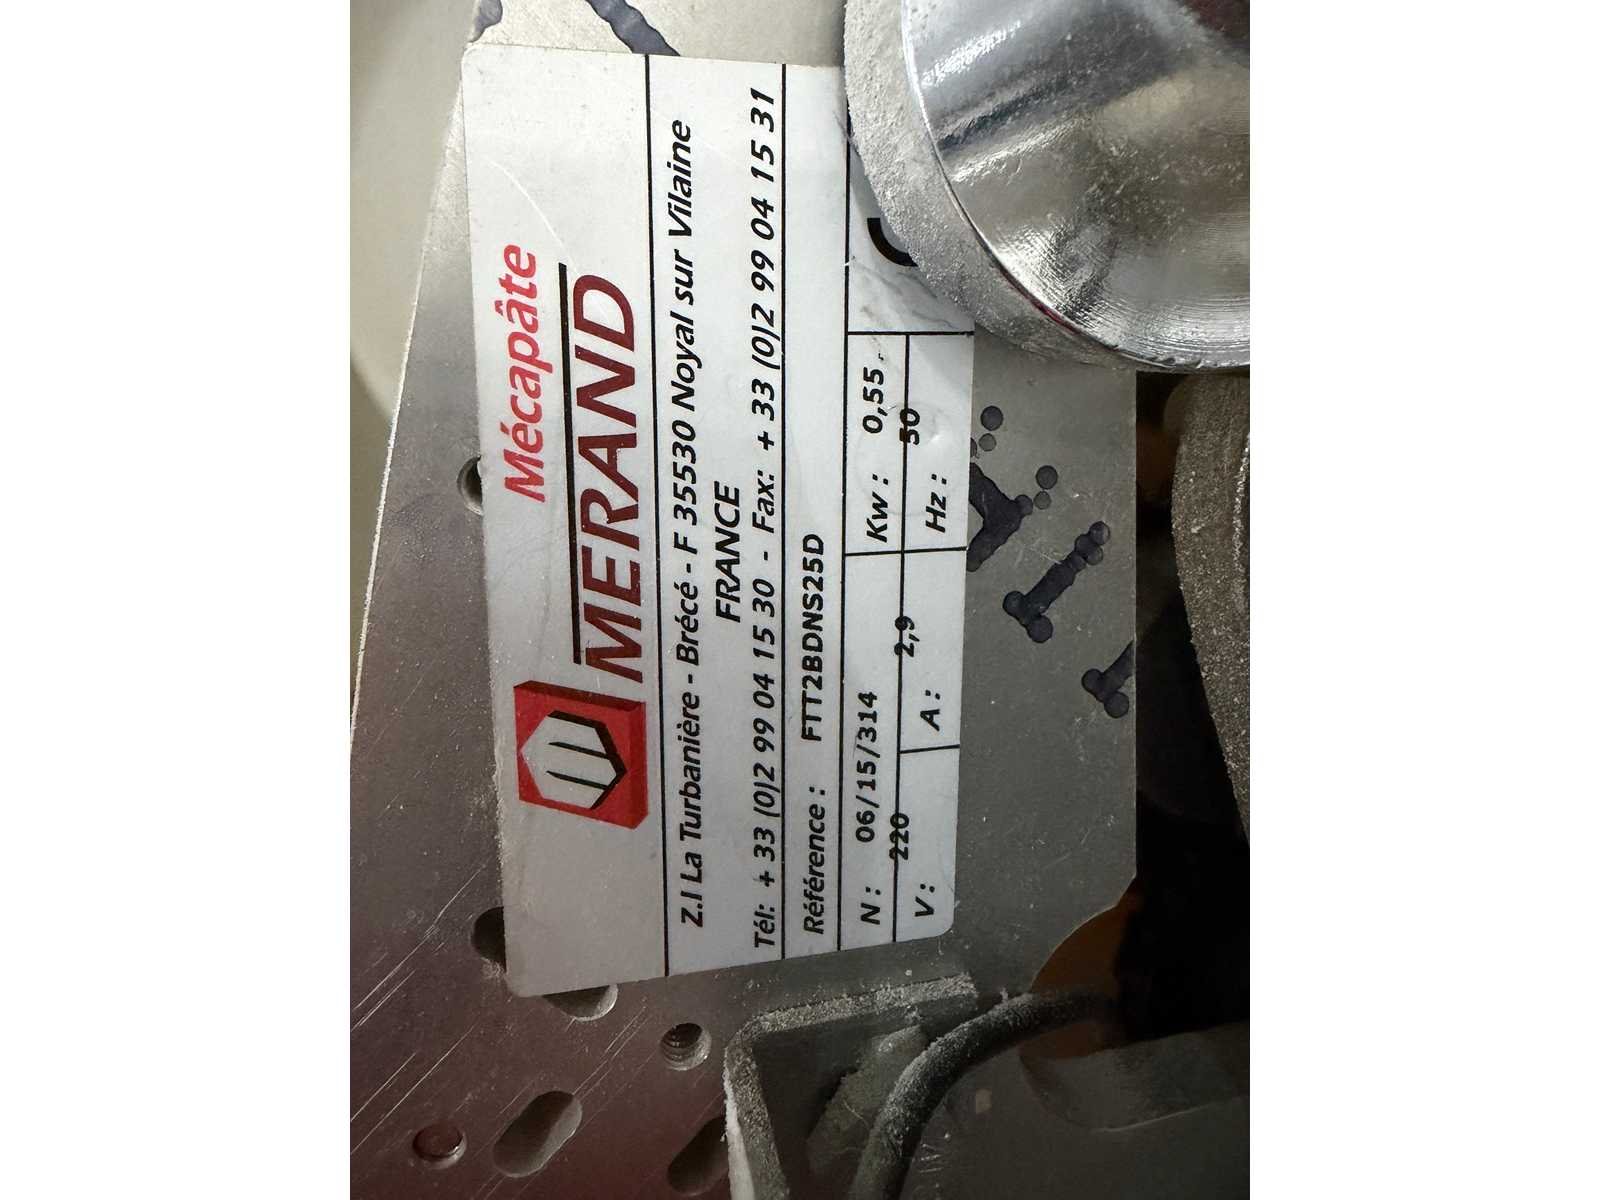 Mécapâte
MERAND
Z.I La Turbanière - Brécé - F 35530 Noyal sur Vilaine
FRANCE
Tél: + 33 (0)2 99 04 15 30 - Fax: + 33 (0)2 99 04 15 31
Référence : FTT2BDNS25D
N : 06/15/314 Kw : 0,55
V : 220 A : 2,9 Hz : 50